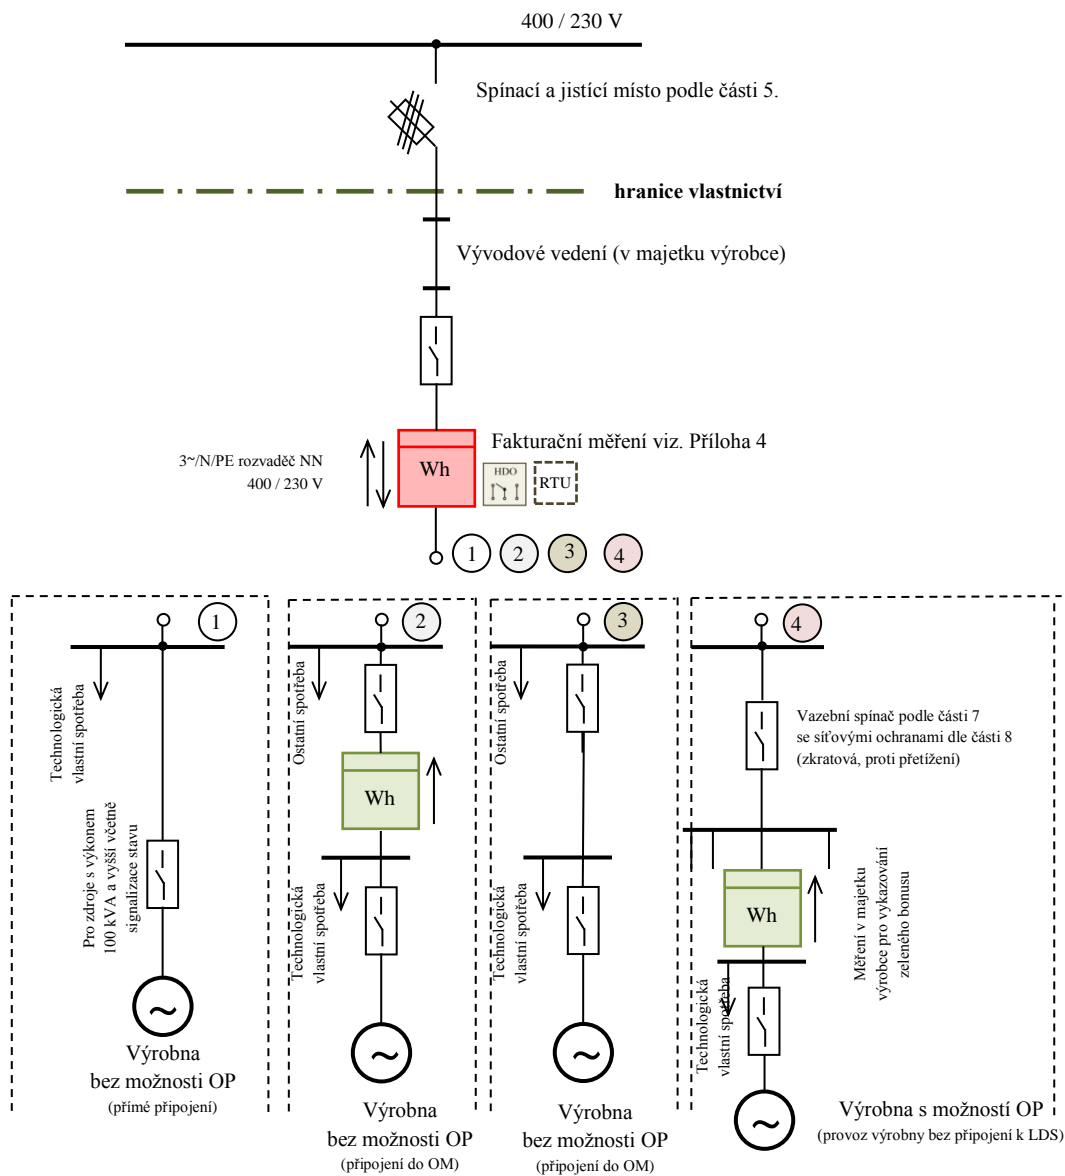 400 / 230 V
Spínací a jistící místo podle části 5.
hranice vlastnictví
Vývodové vedení (v majetku výrobce)
Fakturační měření viz. Příloha 4
3~/N/PE rozvaděč NN
400 / 230 V
Wh
HDO
RTU
1
2
3
4
1
Technologická
vlastní spotřeba
Pro zdroje s výkonem
100 kVA a vyšší včetně
signalizace stavu
~
Výrobna
bez možnosti OP
(přímé připojení)
2
Ostatní spotřeba
Wh
Technologická
vlastní spotřeba
~
Výrobna
bez možnosti OP
(připojení do OM)
3
Ostatní spotřeba
Technologická
vlastní spotřeba
~
Výrobna
bez možnosti OP
(připojení do OM)
4
Vazební spínač podle části 7
se síťovými ochranami dle části 8
(zkratová, proti přetížení)
Wh
Měření v majetku
výrobce pro vykazování
zeleného bonusu
Technologická
vlastní spotřeba
~
Výrobna s možností OP
(provoz výrobny bez připojení k LDS)